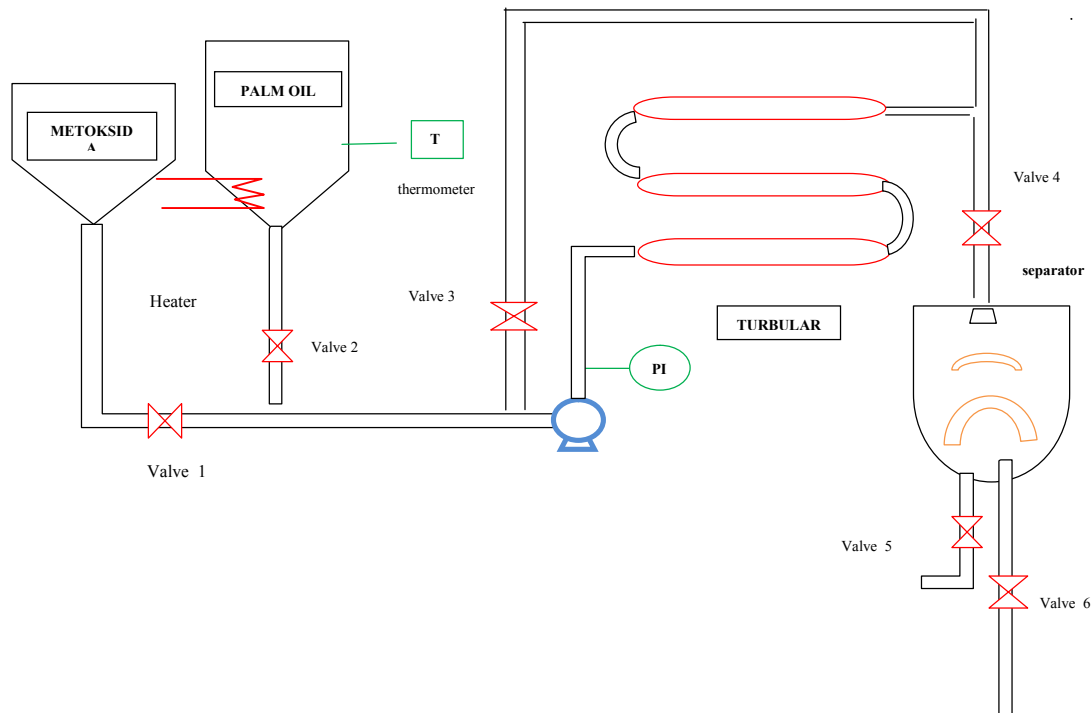 PALM OIL
METOKSID
A
T
thermometer
Valve 4
separator
Heater
Valve 3
TURBULAR
Valve 2
PI
Valve 1
Valve 5
Valve 6